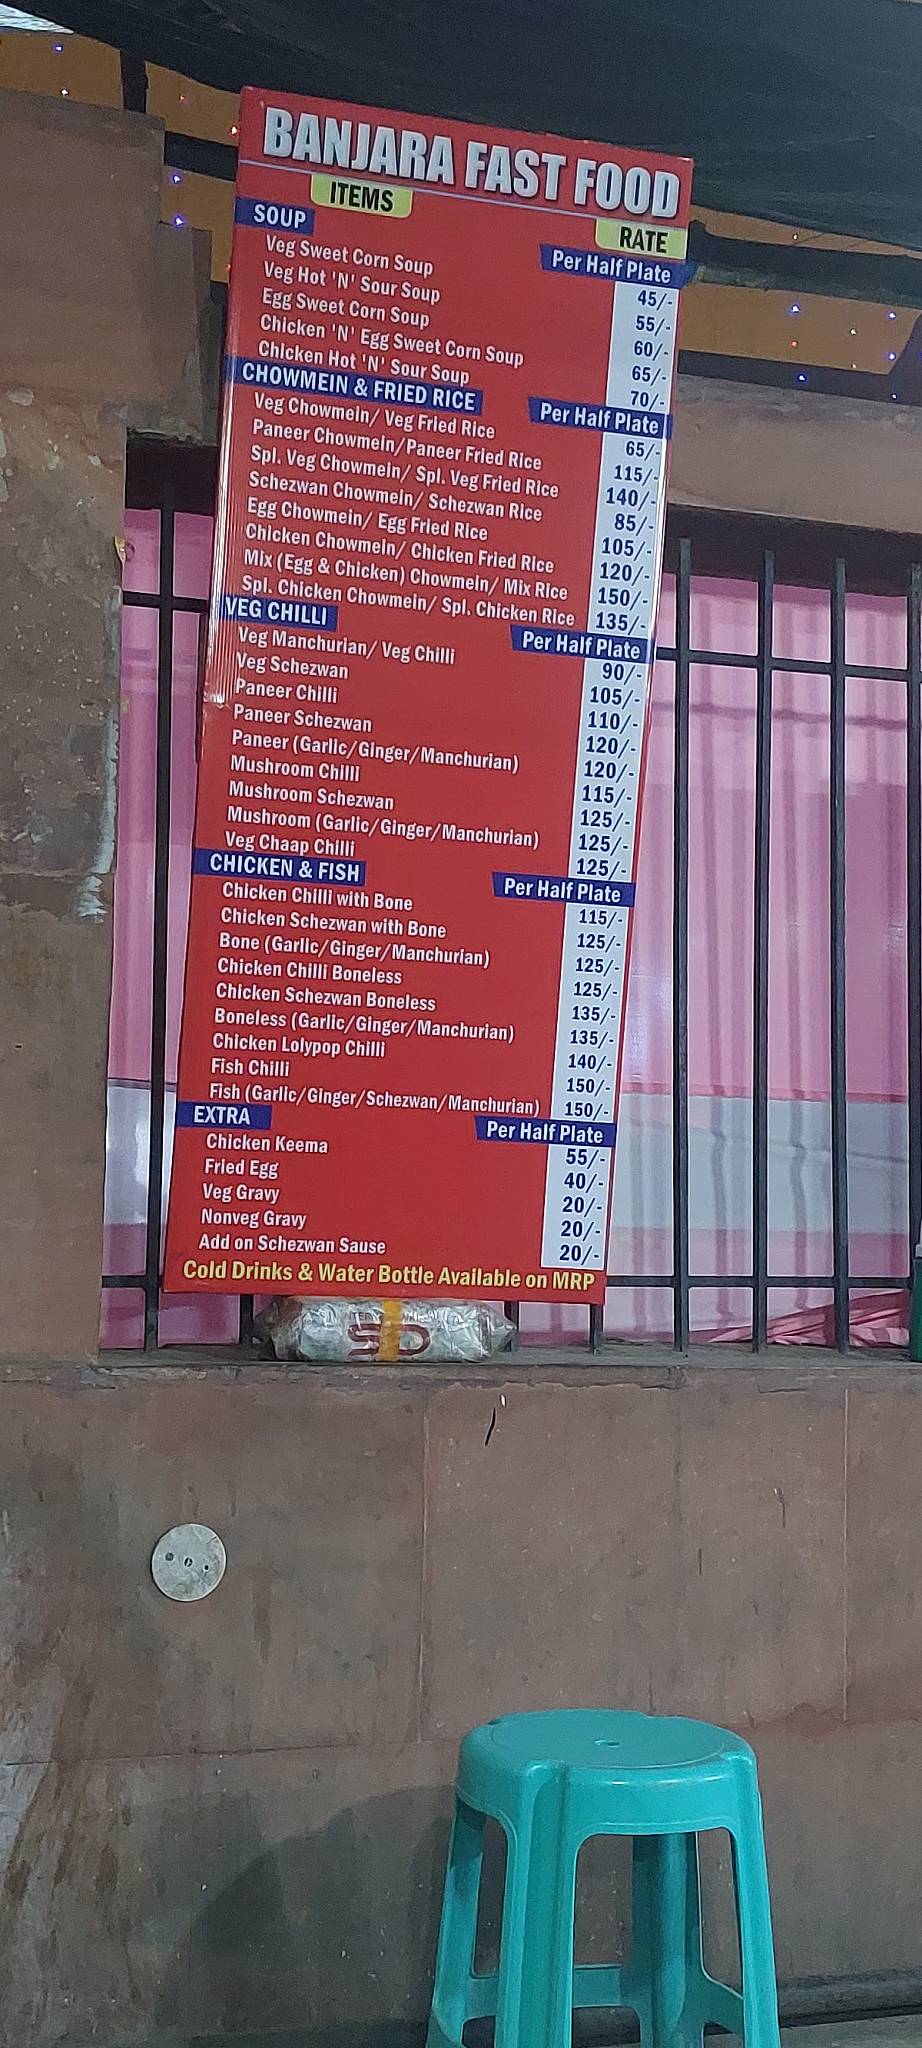 BANJARA FAST FOOD
ITEMS RATE
SOUP Per Half Plate
Veg Sweet Corn Soup 45/-
Veg Hot 'N' Sour Soup 55/-
Egg Sweet Corn Soup 60/-
Chicken 'N' Egg Sweet Corn Soup 65/-
Chicken Hot 'N' Sour Soup 70/-
CHOWMEIN & FRIED RICE Per Half Plate
Veg Chowmein/ Veg Fried Rice 65/-
Paneer Chowmein/Paneer Fried Rice 115/-
Spl. Veg Chowmein/ Spl. Veg Fried Rice 140/-
Schezwan Chowmein/ Schezwan Rice 85/-
Egg Chowmein/ Egg Fried Rice 105/-
Chicken Chowmein/ Chicken Fried Rice 120/-
Mix (Egg & Chicken) Chowmein/ Mix Rice 150/-
Spl. Chicken Chowmein/ Spl. Chicken Rice 135/-
VEG CHILLI Per Half Plate
Veg Manchurian/ Veg Chilli 90/-
Veg Schezwan 105/-
Paneer Chilli 110/-
Paneer Schezwan 120/-
Paneer (Garlic/Ginger/Manchurian) 120/-
Mushroom Chilli 115/-
Mushroom Schezwan 125/-
Mushroom (Garlic/Ginger/Manchurian) 125/-
Veg Chaap Chilli 125/-
CHICKEN & FISH Per Half Plate
Chicken Chilli with Bone 115/-
Chicken Schezwan with Bone 125/-
Bone (Garlic/Ginger/Manchurian) 125/-
Chicken Chilli Boneless 125/-
Chicken Schezwan Boneless 135/-
Boneless (Garlic/Ginger/Manchurian) 135/-
Chicken Lolypop Chilli 140/-
Fish Chilli 150/-
Fish (Garlic/Ginger/Schezwan/Manchurian) 150/-
EXTRA Per Half Plate
Chicken Keema 55/-
Fried Egg 40/-
Veg Gravy 20/-
Nonveg Gravy 20/-
Add on Schezwan Sause 20/-
Cold Drinks & Water Bottle Available on MRP